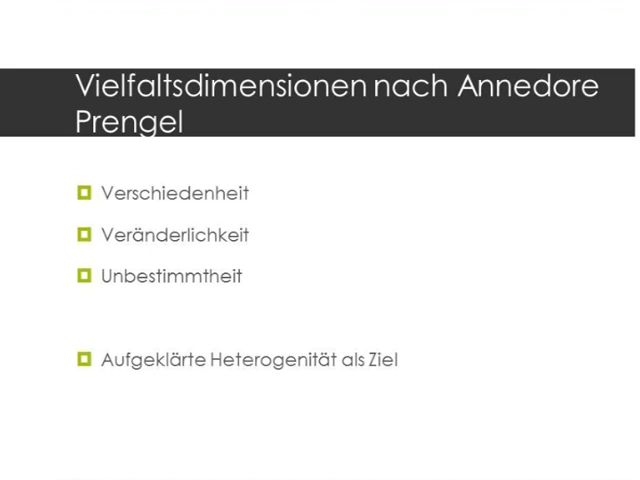 Vielfaltsdimensionen nach Annedore
Prengel
Verschiedenheit
Veränderlichkeit
Unbestimmtheit
Aufgeklärte Heterogenität als Ziel